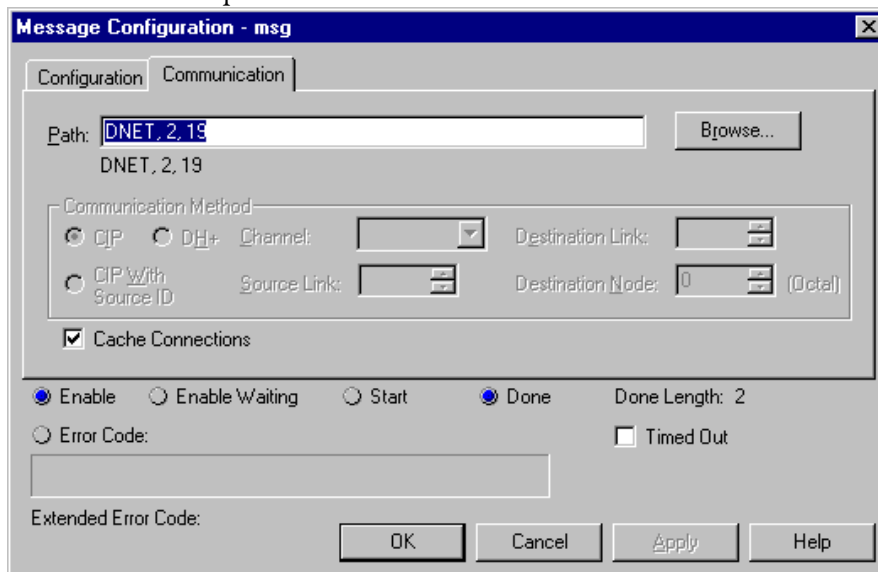 Message Configuration - msg
Configuration Communication
Path: DNET, 2, 19 Browse...
DNET, 2, 19
Communication Method
CIP DH+ Channel: Destination Link:
CIP With Source ID Source Link: Destination Node: 0 (Octal)
Cache Connections
Enable Enable Waiting Start Done Done Length: 2
Error Code: Timed Out
Extended Error Code:
OK Cancel Apply Help